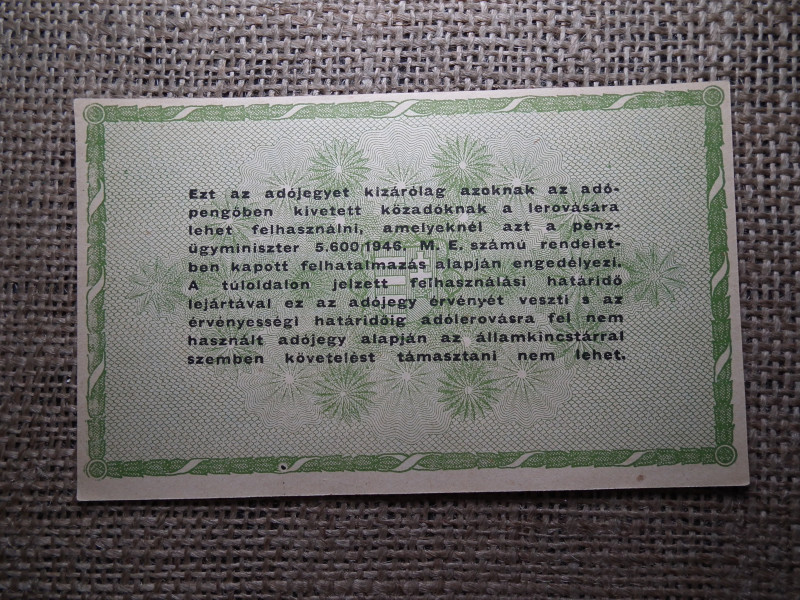 Ezt az adójegyet kizárólag azoknak az adó-
pengőben kivetett közadóknak a lerovására
lehet felhasználni, amelyeknél azt a pénz-
ügyminiszter 5.600/1946. M. E. számú rendelet-
ben kapott felhatalmazás alapján engedélyezi.
A túloldalon jelzett felhasználási határidő
lejártával ez az adójegy érvényét veszti s az
érvényességi határidőig adólerovásra fel nem
használt adójegy alapján az államkincstárral
szemben követelést támasztani nem lehet.